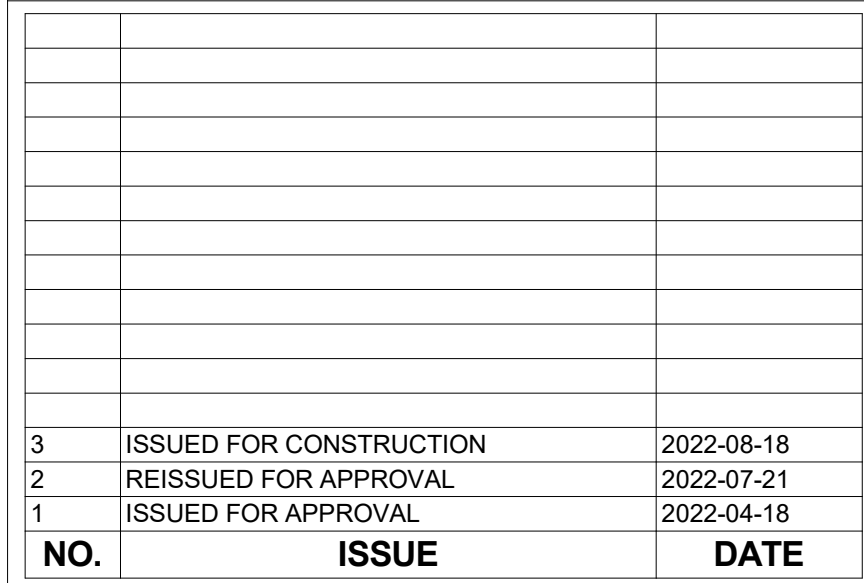 3 ISSUED FOR CONSTRUCTION 2022-08-18
2 REISSUED FOR APPROVAL 2022-07-21
1 ISSUED FOR APPROVAL 2022-04-18
NO. ISSUE DATE